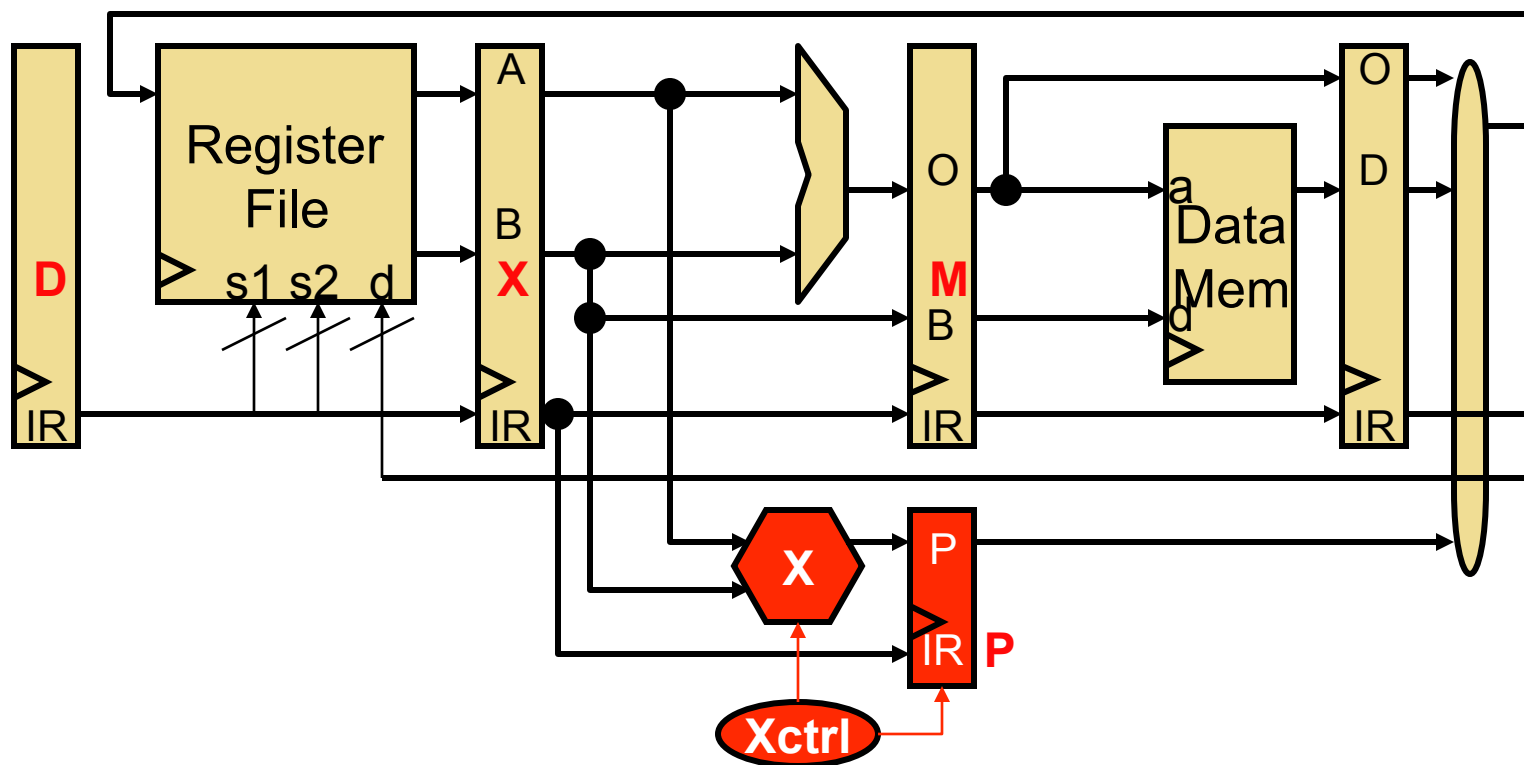 A
O
Register
File
O
D
a
Data
B
D
s1 s2 d
X
M
Mem
B
d
IR
IR
IR
IR
X
P
IR
P
Xctrl